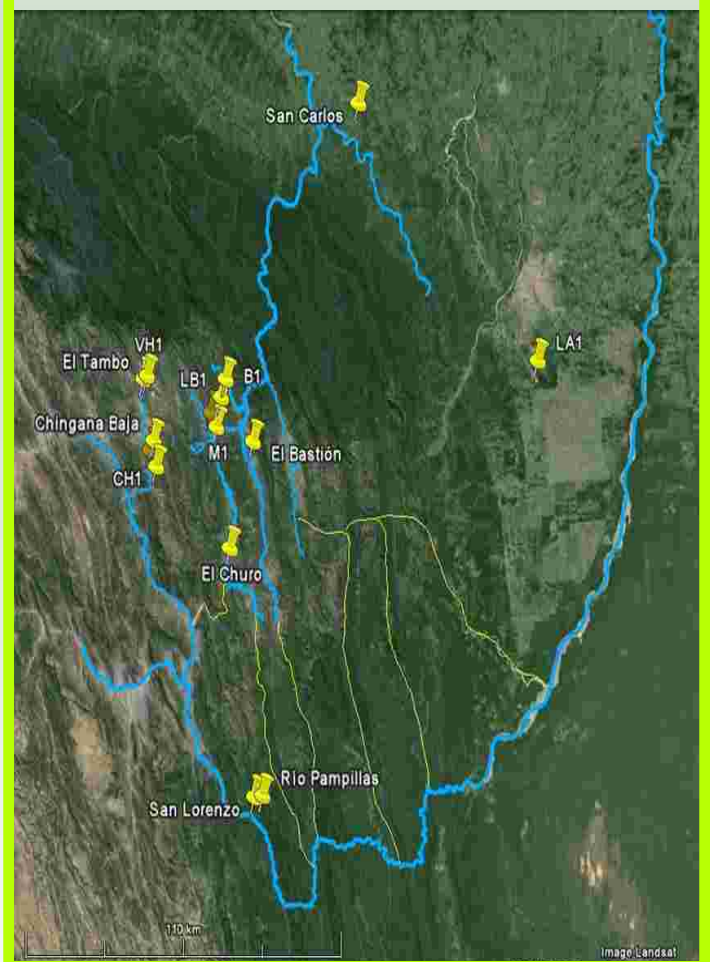 San Carlos
VH1
El Tambo
LA1
LB1
B1
Chingana Baja
M1
El Bastión
CH1
El Churo
Río Pampillas
San Lorenzo
110 km
Image Landsat